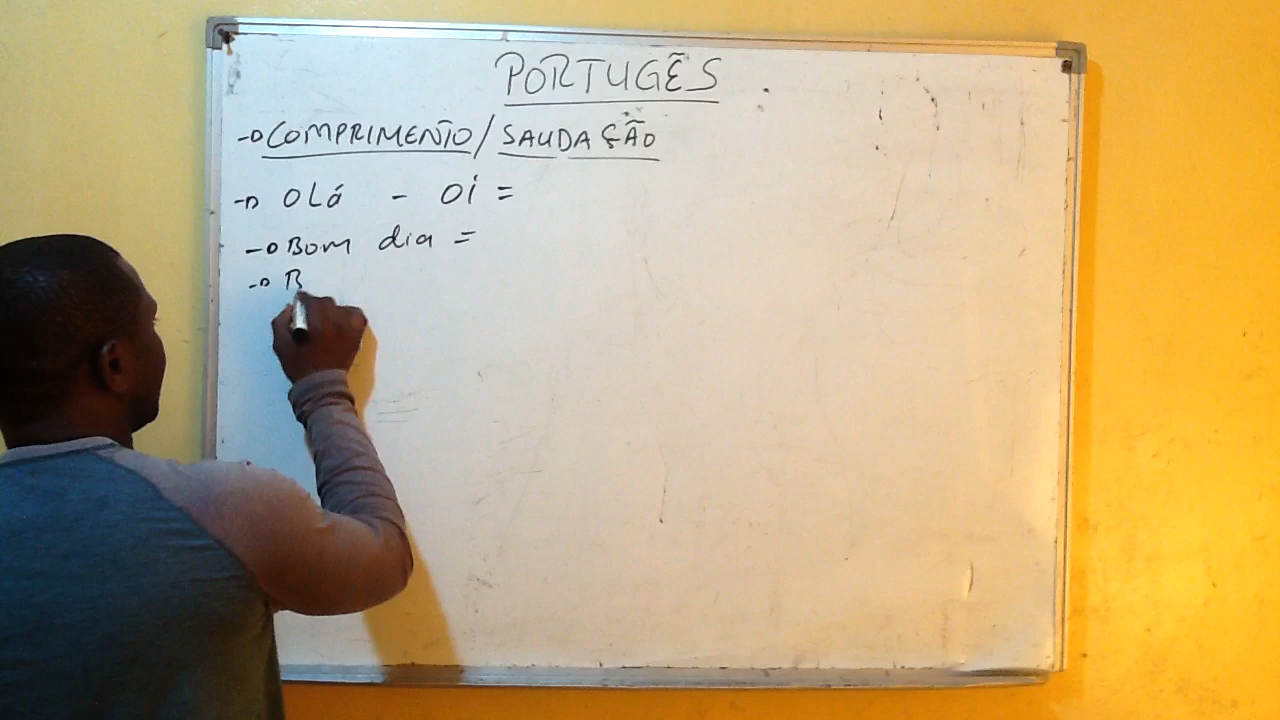 PORTUGÊS.
→ COMPRIMENTO/SAUDAÇÃO
→ OLá - Oi =
→ Bom dia =
→ B